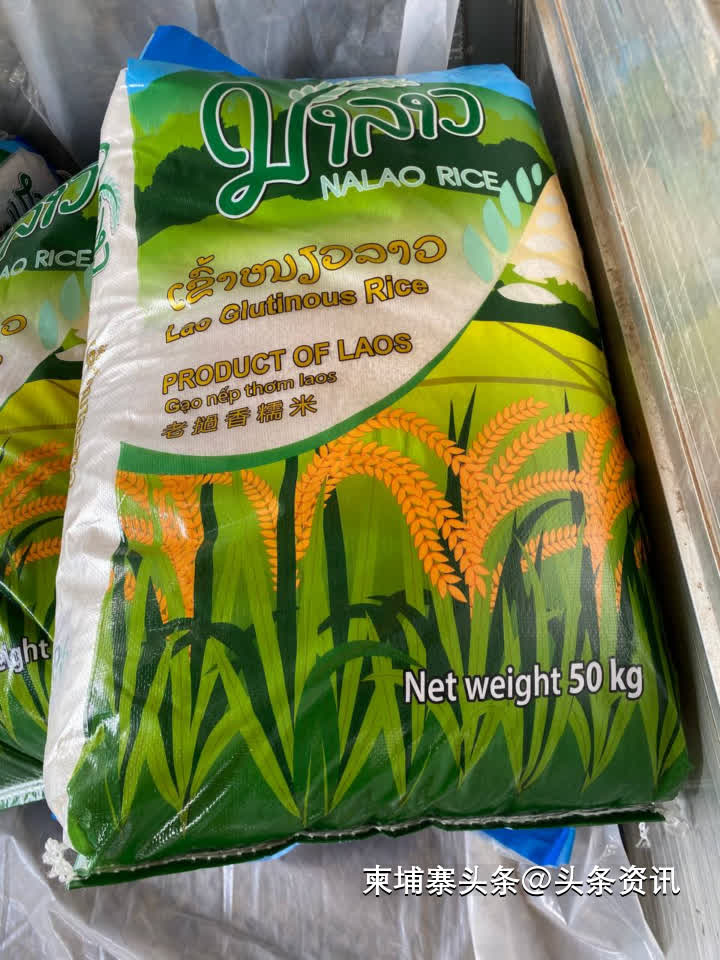 ນາລາວ
NALAO RICE
ເຂົ້າໜຽວລາວ
Lao Glutinous Rice
PRODUCT OF LAOS
Gạo nếp thơm laos
老撾香糯米
Net weight 50 kg
AO RICE
柬埔寨头条@头条资讯